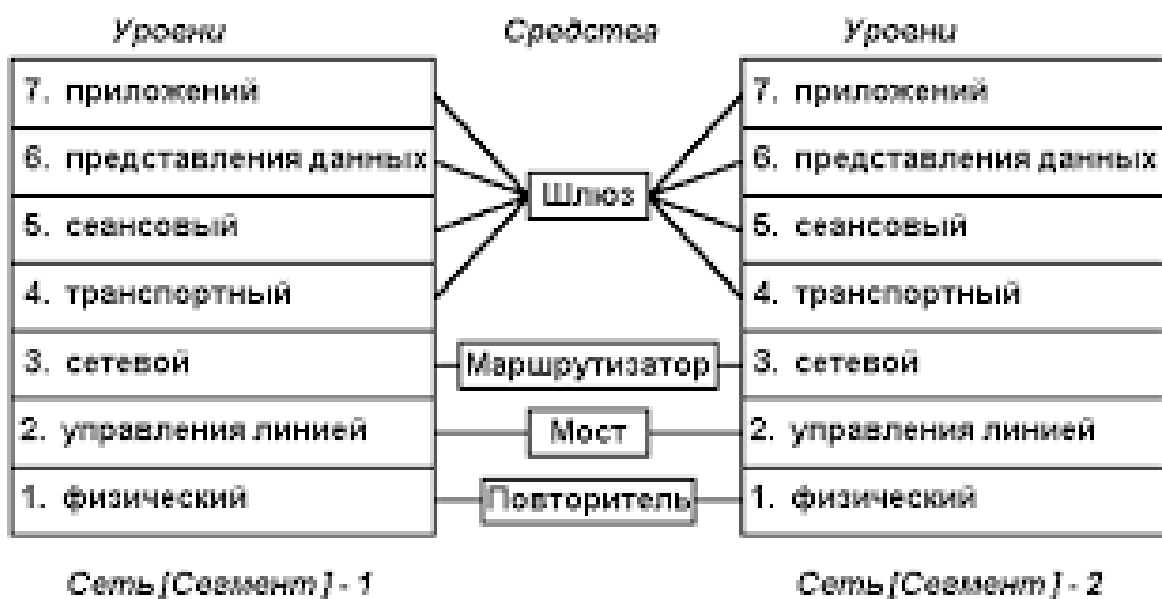 Уровни Средства Уровни
7. приложений 7. приложений
6. представления данных 6. представления данных
Шлюз
5. сеансовый 5. сеансовый
4. транспортный 4. транспортный
3. сетевой Маршрутизатор 3. сетевой
2. управления линией Мост 2. управления линией
1. физический Повторитель 1. физический
Сеть [Сегмент] - 1 Сеть [Сегмент] - 2